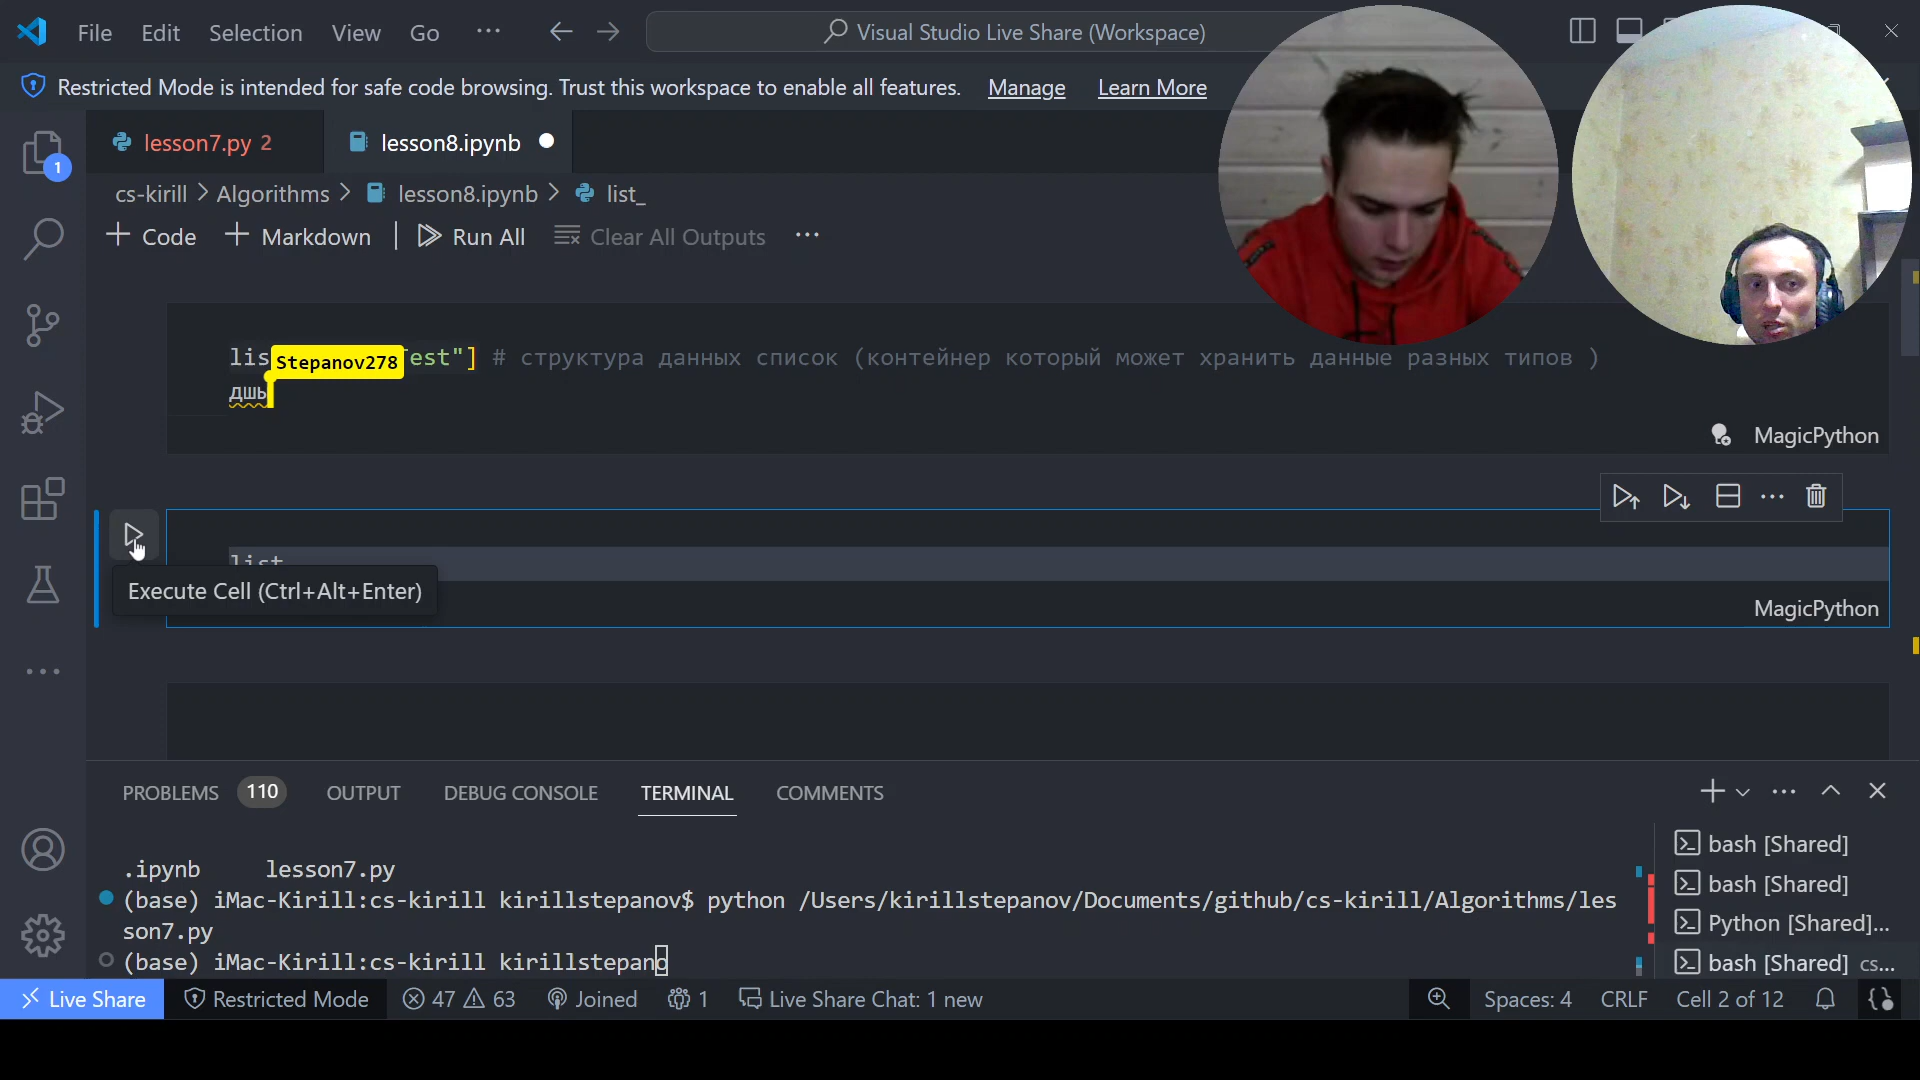 File Edit Selection View Go ... Visual Studio Live Share (Workspace)
Restricted Mode is intended for safe code browsing. Trust this workspace to enable all features. Manage Learn More
lesson7.py 2 lesson8.ipynb
cs-kirill > Algorithms > lesson8.ipynb > list_
Code Markdown | Run All Clear All Outputs ...
lis Stepanov278 est"] # структура данных список (контейнер который может хранить данные разных типов )
дшы
MagicPython
list
Execute Cell (Ctrl+Alt+Enter)
MagicPython
PROBLEMS 110 OUTPUT DEBUG CONSOLE TERMINAL COMMENTS
.ipynb lesson7.py
(base) iMac-Kirill:cs-kirill kirillstepanov$ python /Users/kirillstepanov/Documents/github/cs-kirill/Algorithms/les
son7.py
(base) iMac-Kirill:cs-kirill kirillstepano
bash [Shared]
bash [Shared]
Python [Shared]...
bash [Shared] cs...
1
Live Share Restricted Mode 47 63 Joined 1 Live Share Chat: 1 new Spaces: 4 CRLF Cell 2 of 12